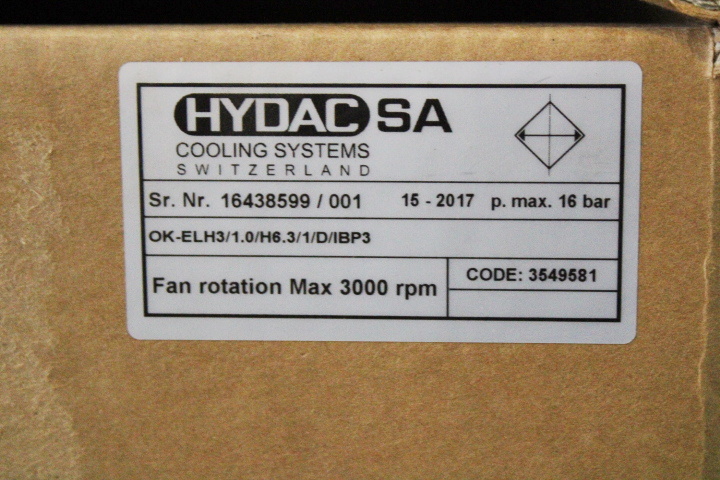 HYDAC SA
COOLING SYSTEMS
SWITZERLAND
Sr. Nr. 16438599 / 001 15 - 2017 p. max. 16 bar
OK-ELH3/1.0/H6.3/1/D/IBP3
Fan rotation Max 3000 rpm
CODE: 3549581